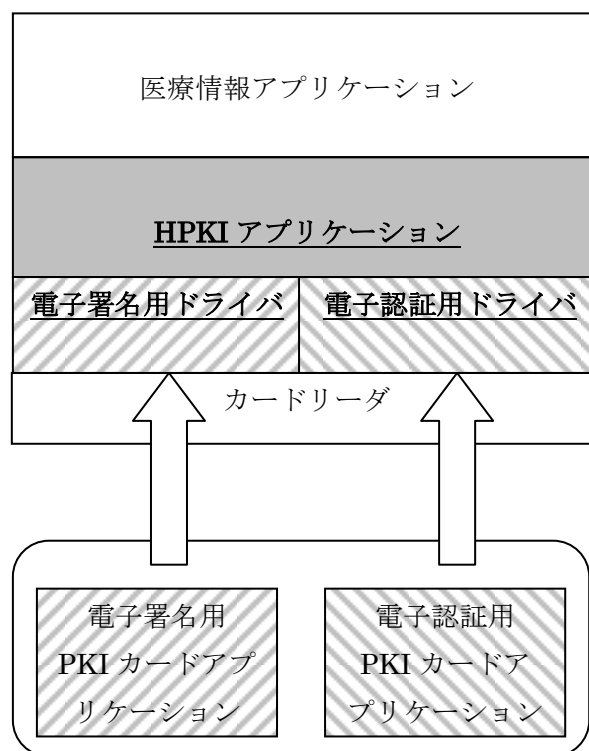 医療情報アプリケーション
HPKI アプリケーション
電子署名用ドライバ
電子認証用ドライバ
カードリーダ
電子署名用
PKI カードアプ
リケーション
電子認証用
PKI カードア
プリケーション